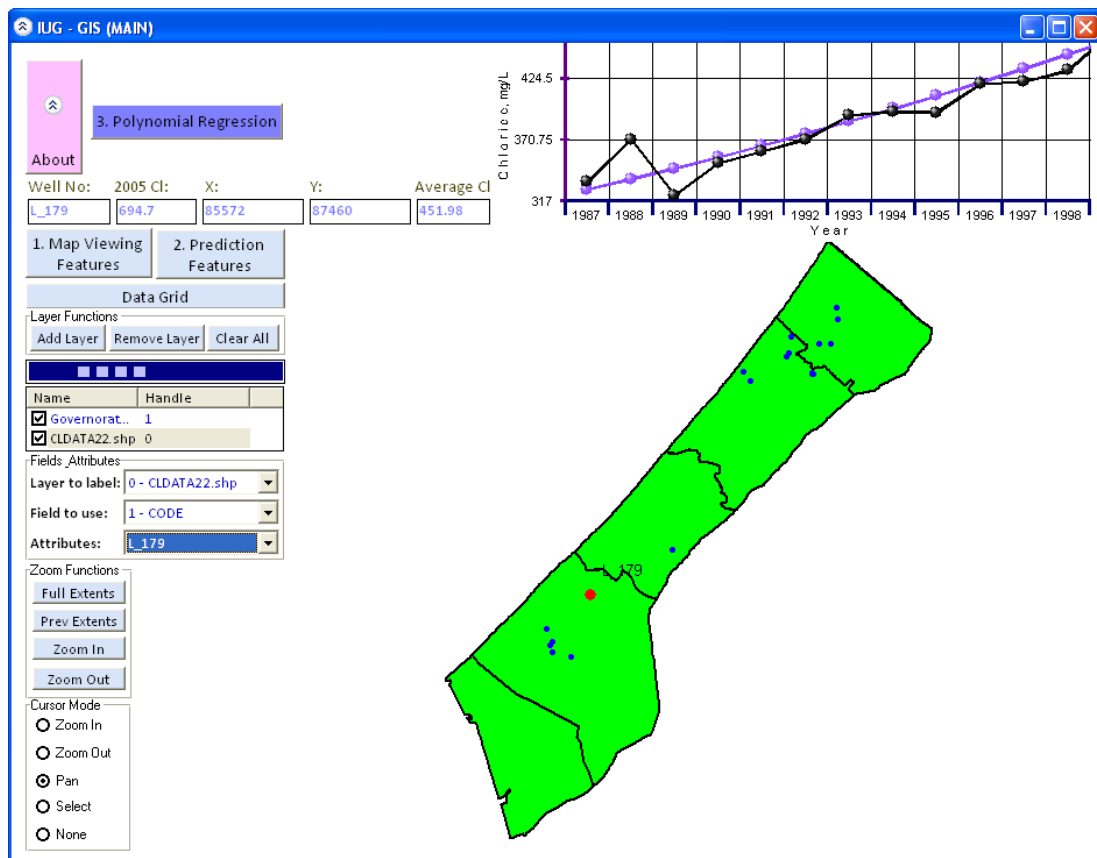 IUG - GIS (MAIN)
About
3. Polynomial Regression
Well No: 2005 Cl: X: Y: Average Cl
L_179 694.7 85572 87460 451.98
1. Map Viewing Features
2. Prediction Features
Data Grid
Layer Functions
Add Layer Remove Layer Clear All
Name Handle
Governorat... 1
CLDATA22.shp 0
Fields_Attributes
Layer to label: 0 - CLDATA22.shp
Field to use: 1 - CODE
Attributes: L_179
Zoom Functions
Full Extents
Prev Extents
Zoom In
Zoom Out
Cursor Mode
Zoom In
Zoom Out
Pan
Select
None
Chlorice, mg/L
424.5
370.75
317
1987 1988 1989 1990 1991 1992 1993 1994 1995 1996 1997 1998
Year
L_179